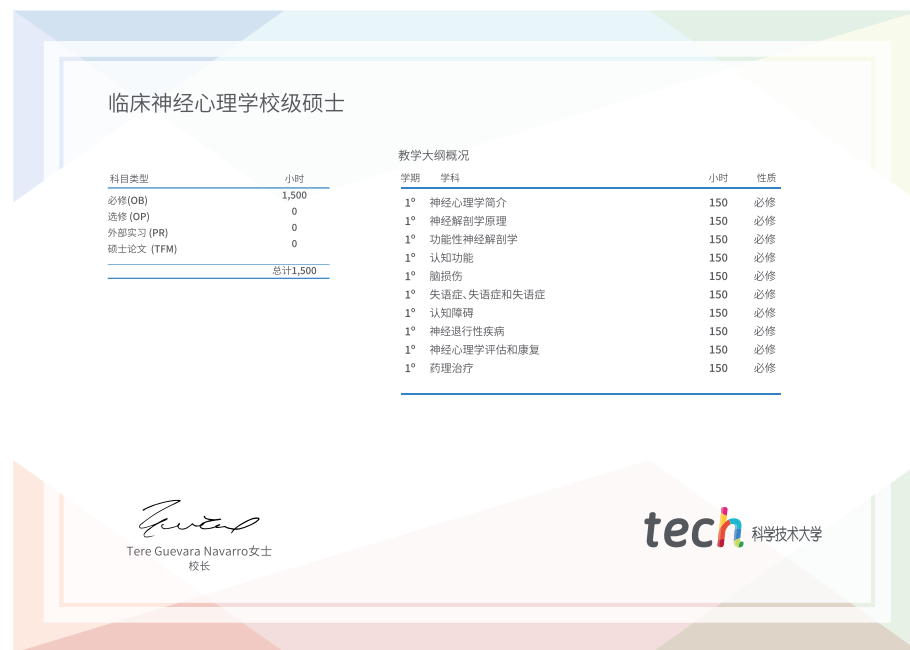 临床神经心理学校级硕士
科目类型 小时
必修(OB) 1,500
选修 (OP) 0
外部实习 (PR) 0
硕士论文 (TFM) 0
总计1,500
教学大纲概况
学期 学科 小时 性质
1º 神经心理学简介 150 必修
1º 神经解剖学原理 150 必修
1º 功能性神经解剖学 150 必修
1º 认知功能 150 必修
1º 脑损伤 150 必修
1º 失语症、失语症和失语症 150 必修
1º 认知障碍 150 必修
1º 神经退行性疾病 150 必修
1º 神经心理学评估和康复 150 必修
1º 药理治疗 150 必修
Tere Guevara Navarro女士
校长
tech 科学技术大学